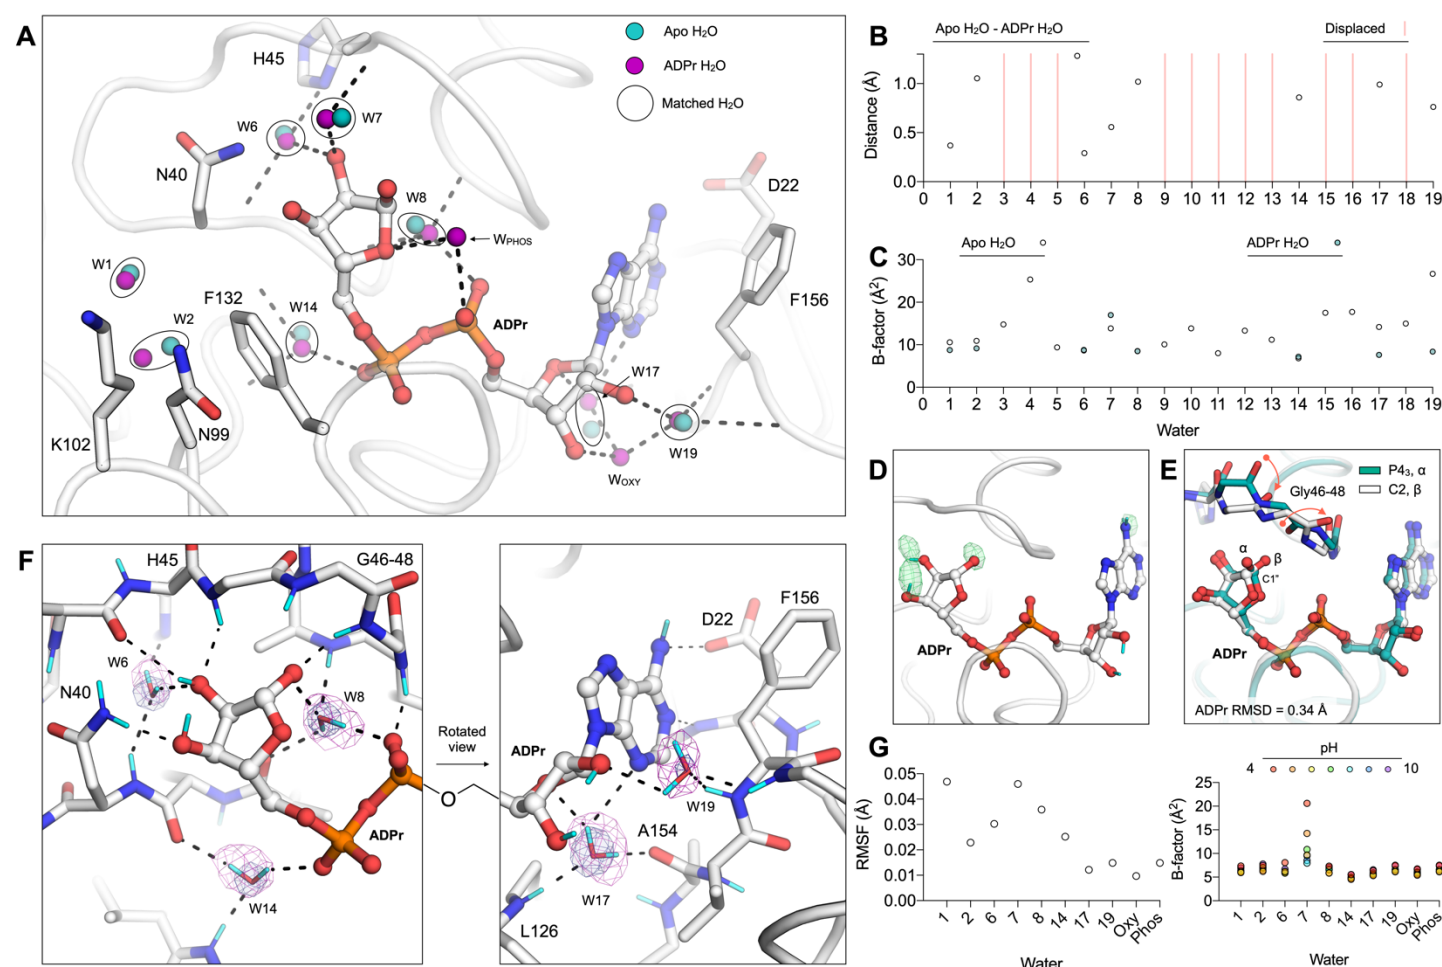 A
H45
Apo H₂O
ADPr H₂O
Matched H₂O
W6
W7
N40
W8
D22
W_PHOS
W1
F132
W14
ADPr
F156
W2
W17
K102
N99
W19
W_OXY
B
Apo H₂O - ADPr H₂O
Displaced
Distance (Å)
1.0
0.5
0.0
0 1 2 3 4 5 6 7 8 9 10 11 12 13 14 15 16 17 18 19
C
Apo H₂O
ADPr H₂O
B-factor (Å²)
30
20
10
0
0 1 2 3 4 5 6 7 8 9 10 11 12 13 14 15 16 17 18 19
Water
D
ADPr
E
P4₃, α
C2, β
Gly46-48
α
β
C1"
ADPr
ADPr RMSD = 0.34 Å
F
H45
G46-48
W6
N40
W8
ADPr
W14
Rotated
view
O
F156
D22
ADPr
W19
A154
W17
L126
G
RMSF (Å)
0.05
0.04
0.03
0.02
0.01
0.00
1 2 6 7 8 14 17 19 Oxy Phos
Water
pH
4 10
B-factor (Å²)
25
20
15
10
5
0
1 2 6 7 8 14 17 19 Oxy Phos
Water